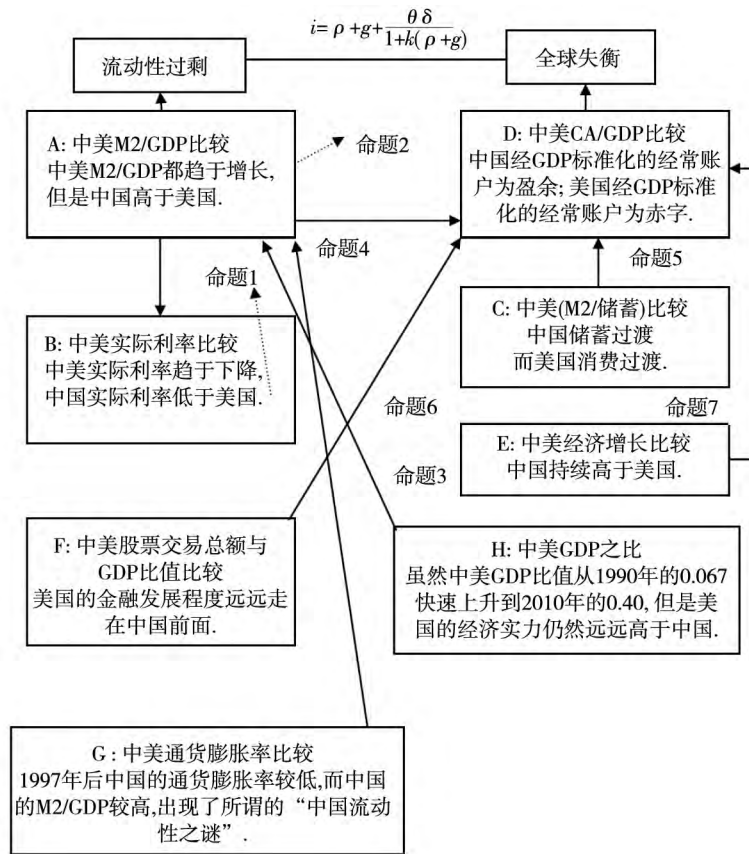 i= ρ+g+θδ/1+k(ρ+g)
流动性过剩
全球失衡
A: 中美M2/GDP比较
中美M2/GDP都趋于增长,
但是中国高于美国.
命题2
D: 中美CA/GDP比较
中国经GDP标准化的经常账
户为盈余; 美国经GDP标准
化的经常账户为赤字.
命题4
命题5
命题1
B: 中美实际利率比较
中美实际利率趋于下降,
中国实际利率低于美国.
C: 中美(M2/储蓄)比较
中国储蓄过渡
而美国消费过渡.
命题6
命题7
E: 中美经济增长比较
中国持续高于美国.
命题3
F: 中美股票交易总额与
GDP比值比较
美国的金融发展程度远远走
在中国前面.
H: 中美GDP之比
虽然中美GDP比值从1990年的0.067
快速上升到2010年的0.40, 但是美
国的经济实力仍然远远高于中国.
G : 中美通货膨胀率比较
1997年后中国的通货膨胀率较低,而中国
的M2/GDP较高,出现了所谓的“中国流动
性之谜”.